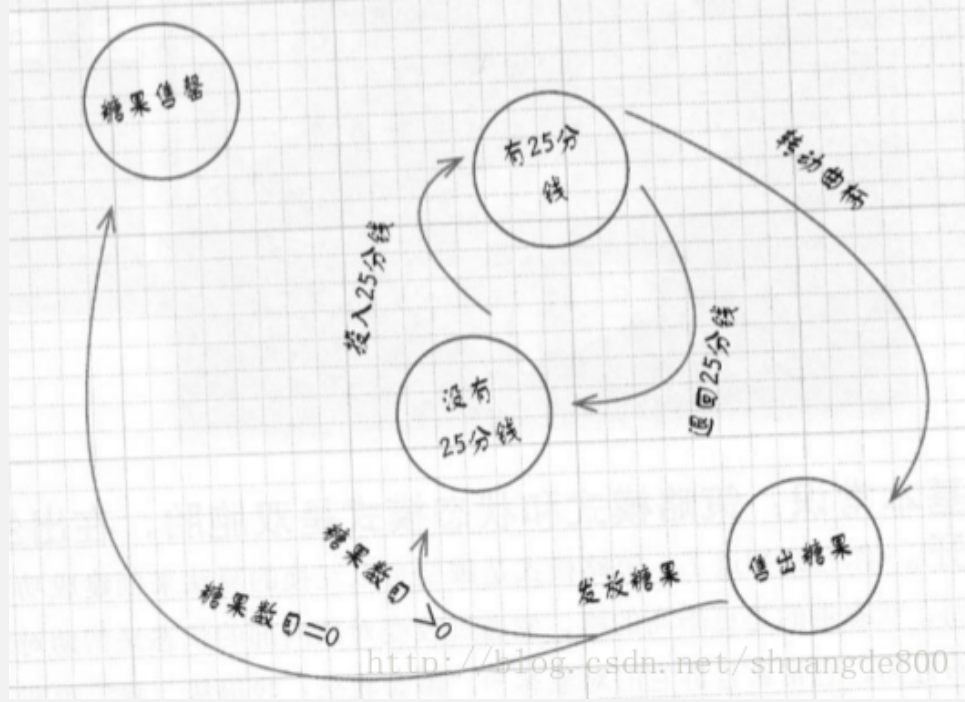 糖果售罄
有25分
钱
转动曲柄
投入25分钱
退回25分钱
没有
25分钱
糖果数目>0
糖果数目=0
发放糖果
售出糖果
http://blog.csdn.net/shuangde800